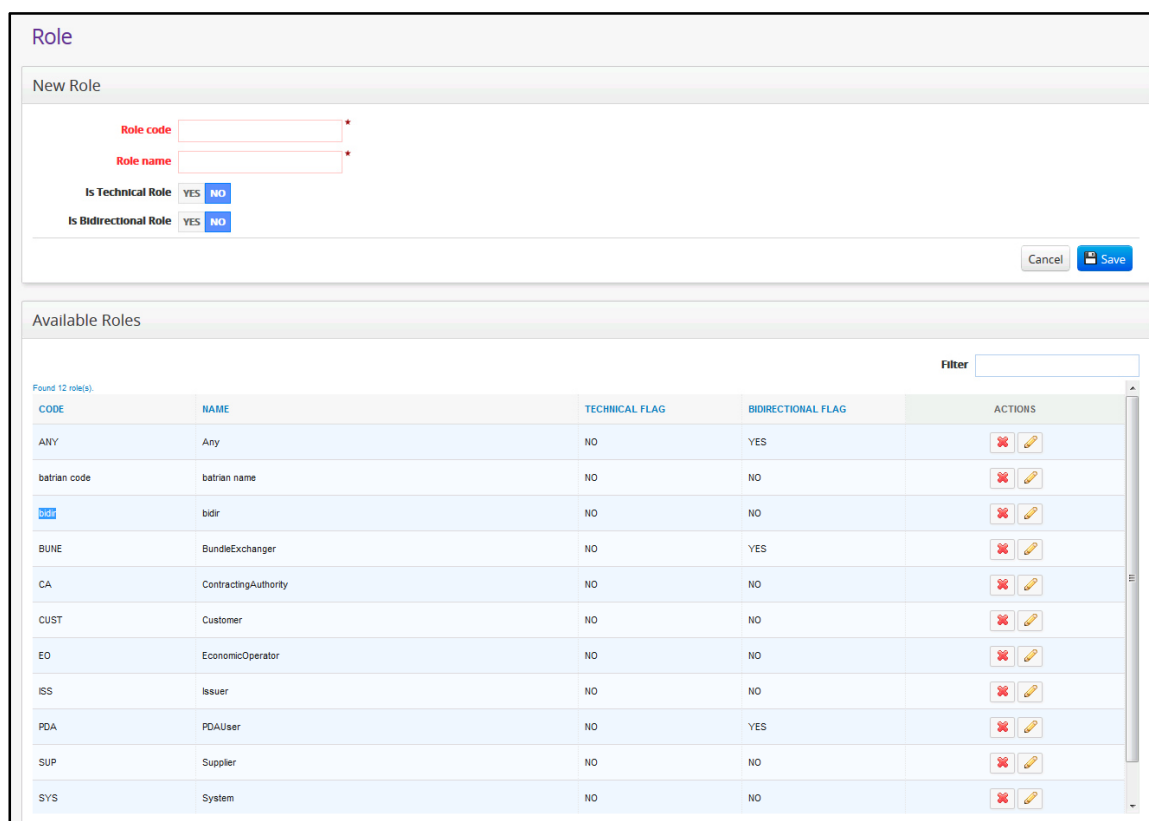 Role
New Role
Role code *
Role name *
Is Technical Role YES NO
Is Bidirectional Role YES NO
Cancel Save
Available Roles
Filter
Found 12 role(s).
CODE NAME TECHNICAL FLAG BIDIRECTIONAL FLAG ACTIONS
ANY Any NO YES
batrian code batrian name NO NO
bidir bidir NO NO
BUNE BundleExchanger NO YES
CA ContractingAuthority NO NO
CUST Customer NO NO
EO EconomicOperator NO NO
ISS Issuer NO NO
PDA PDAUser NO YES
SUP Supplier NO NO
SYS System NO NO